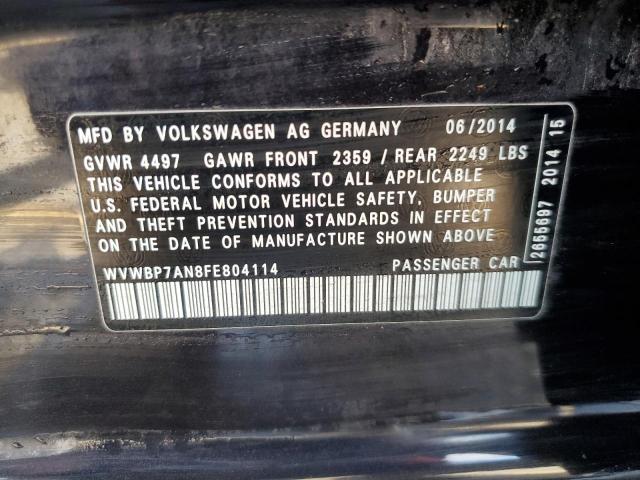 MFD BY VOLKSWAGEN AG GERMANY 06/2014
GVWR 4497 GAWR FRONT 2359 / REAR 2249 LBS
THIS VEHICLE CONFORMS TO ALL APPLICABLE
U.S. FEDERAL MOTOR VEHICLE SAFETY, BUMPER
AND THEFT PREVENTION STANDARDS IN EFFECT
ON THE DATE OF MANUFACTURE SHOWN ABOVE
WVWBP7AN8FE804114 PASSENGER CAR
2655697 2014 15